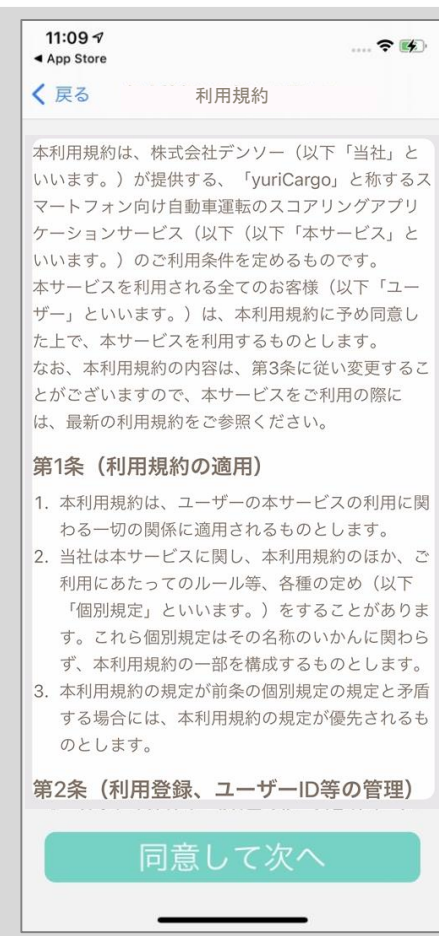 11:09
◀ App Store
戻る
利用規約
本利用規約は、株式会社デンソー（以下「当社」と
いいます。）が提供する、「yuriCargo」と称するス
マートフォン向け自動車運転のスコアリングアプリ
ケーションサービス（以下（以下「本サービス」と
いいます。）のご利用条件を定めるものです。
本サービスを利用される全てのお客様（以下「ユー
ザー」といいます。）は、本利用規約に予め同意し
た上で、本サービスを利用するものとします。
なお、本利用規約の内容は、第3条に従い変更するこ
とがございますので、本サービスをご利用の際に
は、最新の利用規約をご参照ください。
第1条（利用規約の適用）
1. 本利用規約は、ユーザーの本サービスの利用に関
わる一切の関係に適用されるものとします。
2. 当社は本サービスに関し、本利用規約のほか、ご
利用にあたってのルール等、各種の定め（以下
「個別規定」といいます。）をすることがありま
す。これら個別規定はその名称のいかんに関わら
ず、本利用規約の一部を構成するものとします。
3. 本利用規約の規定が前条の個別規定の規定と矛盾
する場合には、本利用規約の規定が優先されるも
のとします。
第2条（利用登録、ユーザーID等の管理）
同意して次へ